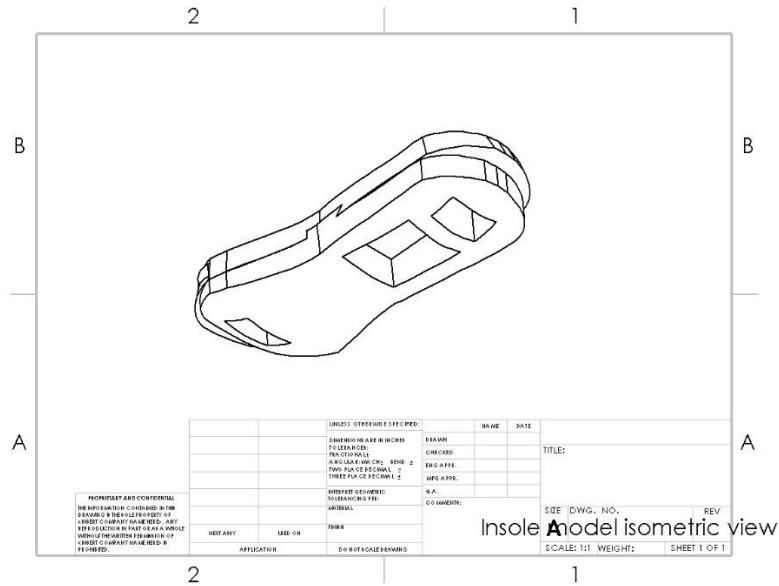 2 1
B B
A A
UNLESS OTHERWISE SPECIFIED:
DIMENSIONS ARE IN INCHES
TOLERANCES:
FRACTIONAL±
ANGULAR: MACH± BEND ±
TWO PLACE DECIMAL ±
THREE PLACE DECIMAL ±
INTERPRET GEOMETRIC
TOLERANCING PER:
MATERIAL
FINISH
DO NOT SCALE DRAWING
NAME DATE
DRAWN
CHECKED
ENG APPR.
MFG APPR.
Q.A.
COMMENTS:
TITLE:
PROPRIETARY AND CONFIDENTIAL
THE INFORMATION CONTAINED IN THIS
DRAWING IS THE SOLE PROPERTY OF
<INSERT COMPANY NAME HERE>. ANY
REPRODUCTION IN PART OR AS A WHOLE
WITHOUT THE WRITTEN PERMISSION OF
<INSERT COMPANY NAME HERE> IS
PROHIBITED.
NEXT ASSY USED ON
APPLICATION
SIZE DWG. NO. REV
A
Insole model isometric view
SCALE: 1:1 WEIGHT: SHEET 1 OF 1
2 1